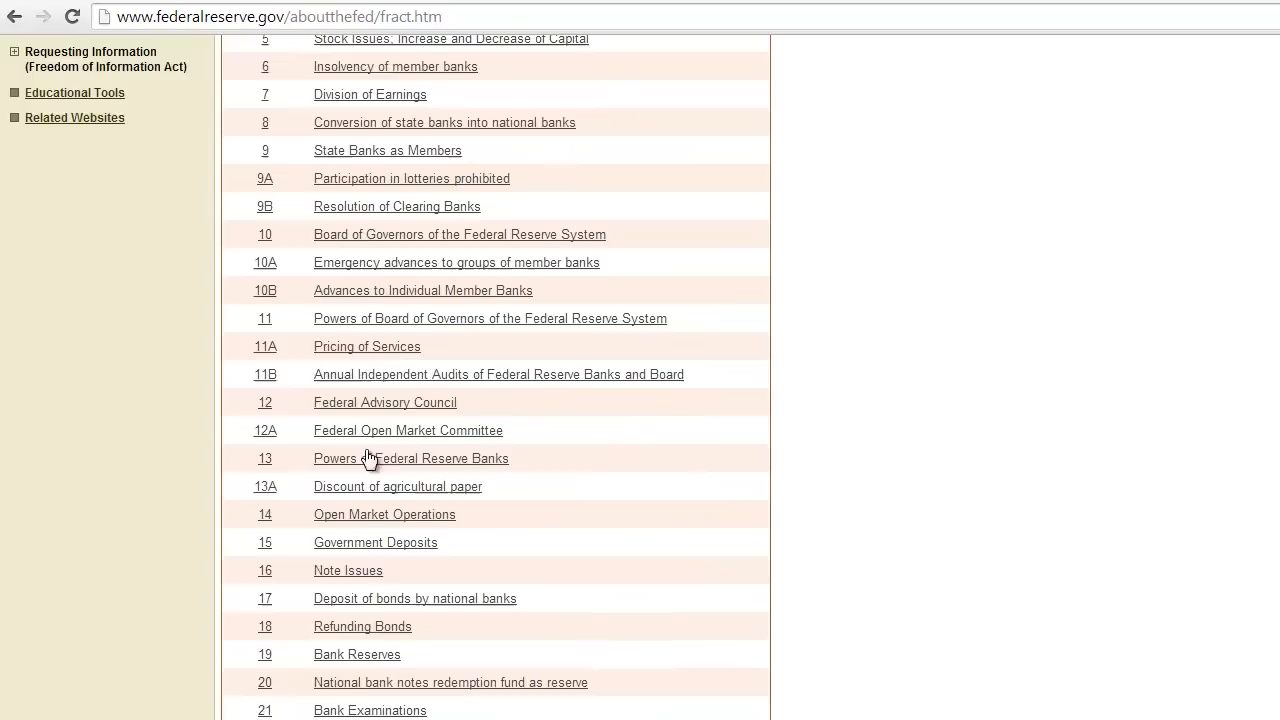 www.federalreserve.gov/aboutthefed/fract.htm
Requesting Information
(Freedom of Information Act)
Educational Tools
Related Websites
5 Stock Issues; Increase and Decrease of Capital
6 Insolvency of member banks
7 Division of Earnings
8 Conversion of state banks into national banks
9 State Banks as Members
9A Participation in lotteries prohibited
9B Resolution of Clearing Banks
10 Board of Governors of the Federal Reserve System
10A Emergency advances to groups of member banks
10B Advances to Individual Member Banks
11 Powers of Board of Governors of the Federal Reserve System
11A Pricing of Services
11B Annual Independent Audits of Federal Reserve Banks and Board
12 Federal Advisory Council
12A Federal Open Market Committee
13 Powers of Federal Reserve Banks
13A Discount of agricultural paper
14 Open Market Operations
15 Government Deposits
16 Note Issues
17 Deposit of bonds by national banks
18 Refunding Bonds
19 Bank Reserves
20 National bank notes redemption fund as reserve
21 Bank Examinations